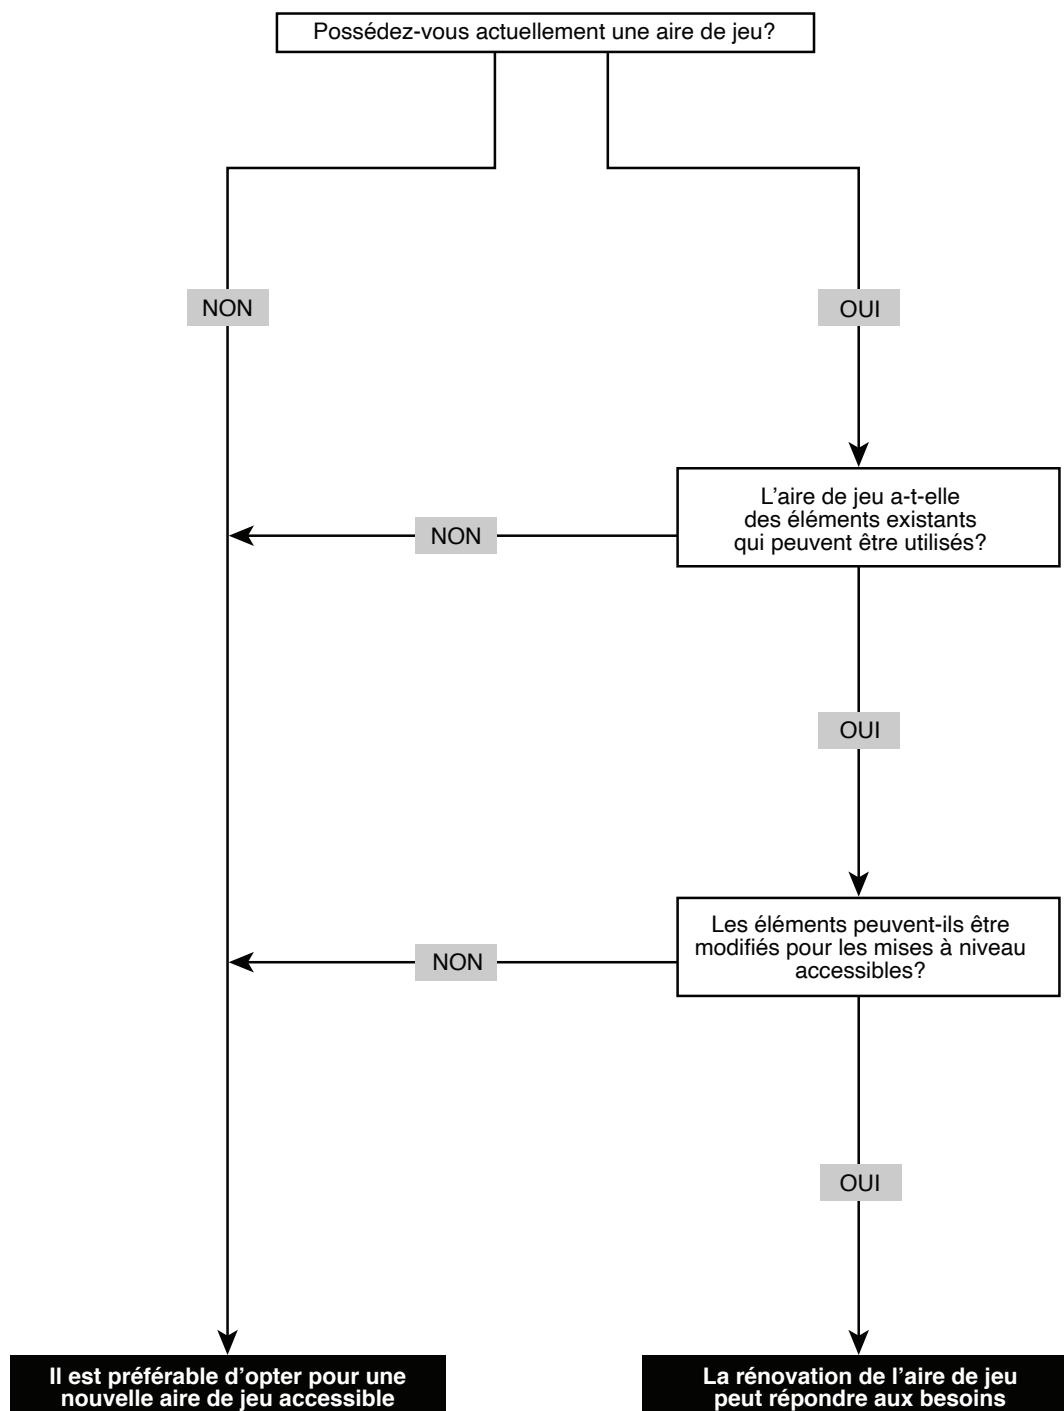 Possédez-vous actuellement une aire de jeu?
NON
OUI
L'aire de jeu a-t-elle
des éléments existants
qui peuvent être utilisés?
NON
OUI
Les éléments peuvent-ils être
modifiés pour les mises à niveau
accessibles?
NON
OUI
Il est préférable d'opter pour une
nouvelle aire de jeu accessible
La rénovation de l'aire de jeu
peut répondre aux besoins